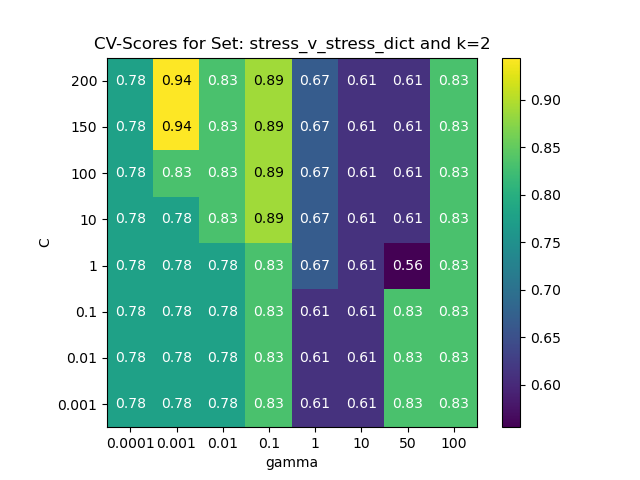 CV-Scores for Set: stress_v_stress_dict and k=2
200 0.78 0.94 0.83 0.89 0.67 0.61 0.61 0.83
150 0.78 0.94 0.83 0.89 0.67 0.61 0.61 0.83
100 0.78 0.83 0.83 0.89 0.67 0.61 0.61 0.83
10 0.78 0.78 0.83 0.89 0.67 0.61 0.61 0.83
C
1 0.78 0.78 0.78 0.83 0.67 0.61 0.56 0.83
0.1 0.78 0.78 0.78 0.83 0.61 0.61 0.83 0.83
0.01 0.78 0.78 0.78 0.83 0.61 0.61 0.83 0.83
0.001 0.78 0.78 0.78 0.83 0.61 0.61 0.83 0.83
0.0001 0.001 0.01 0.1 1 10 50 100
gamma
0.90
0.85
0.80
0.75
0.70
0.65
0.60